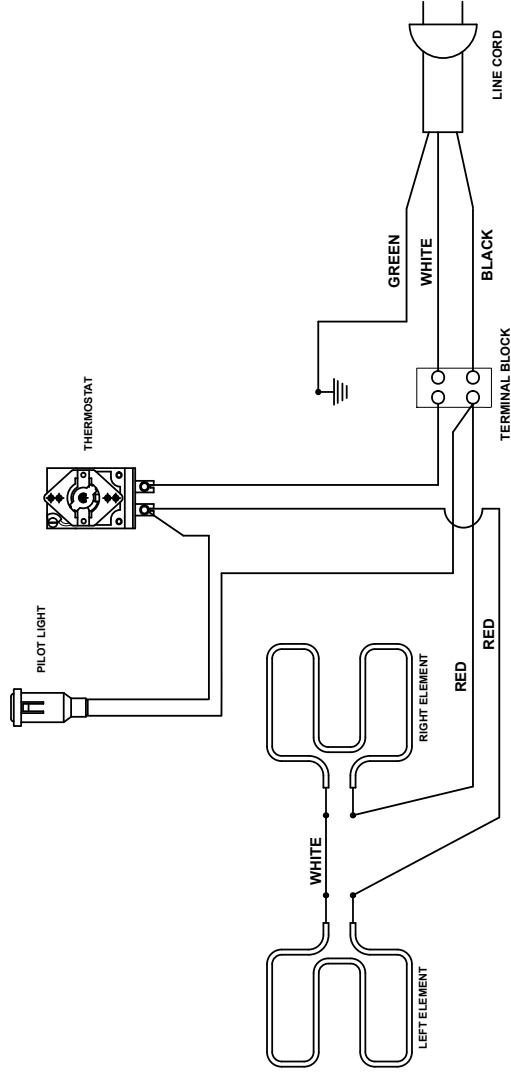 PILOT LIGHT
THERMOSTAT
LINE CORD
GREEN
WHITE
BLACK
TERMINAL BLOCK
RED
RED
RIGHT ELEMENT
WHITE
LEFT ELEMENT